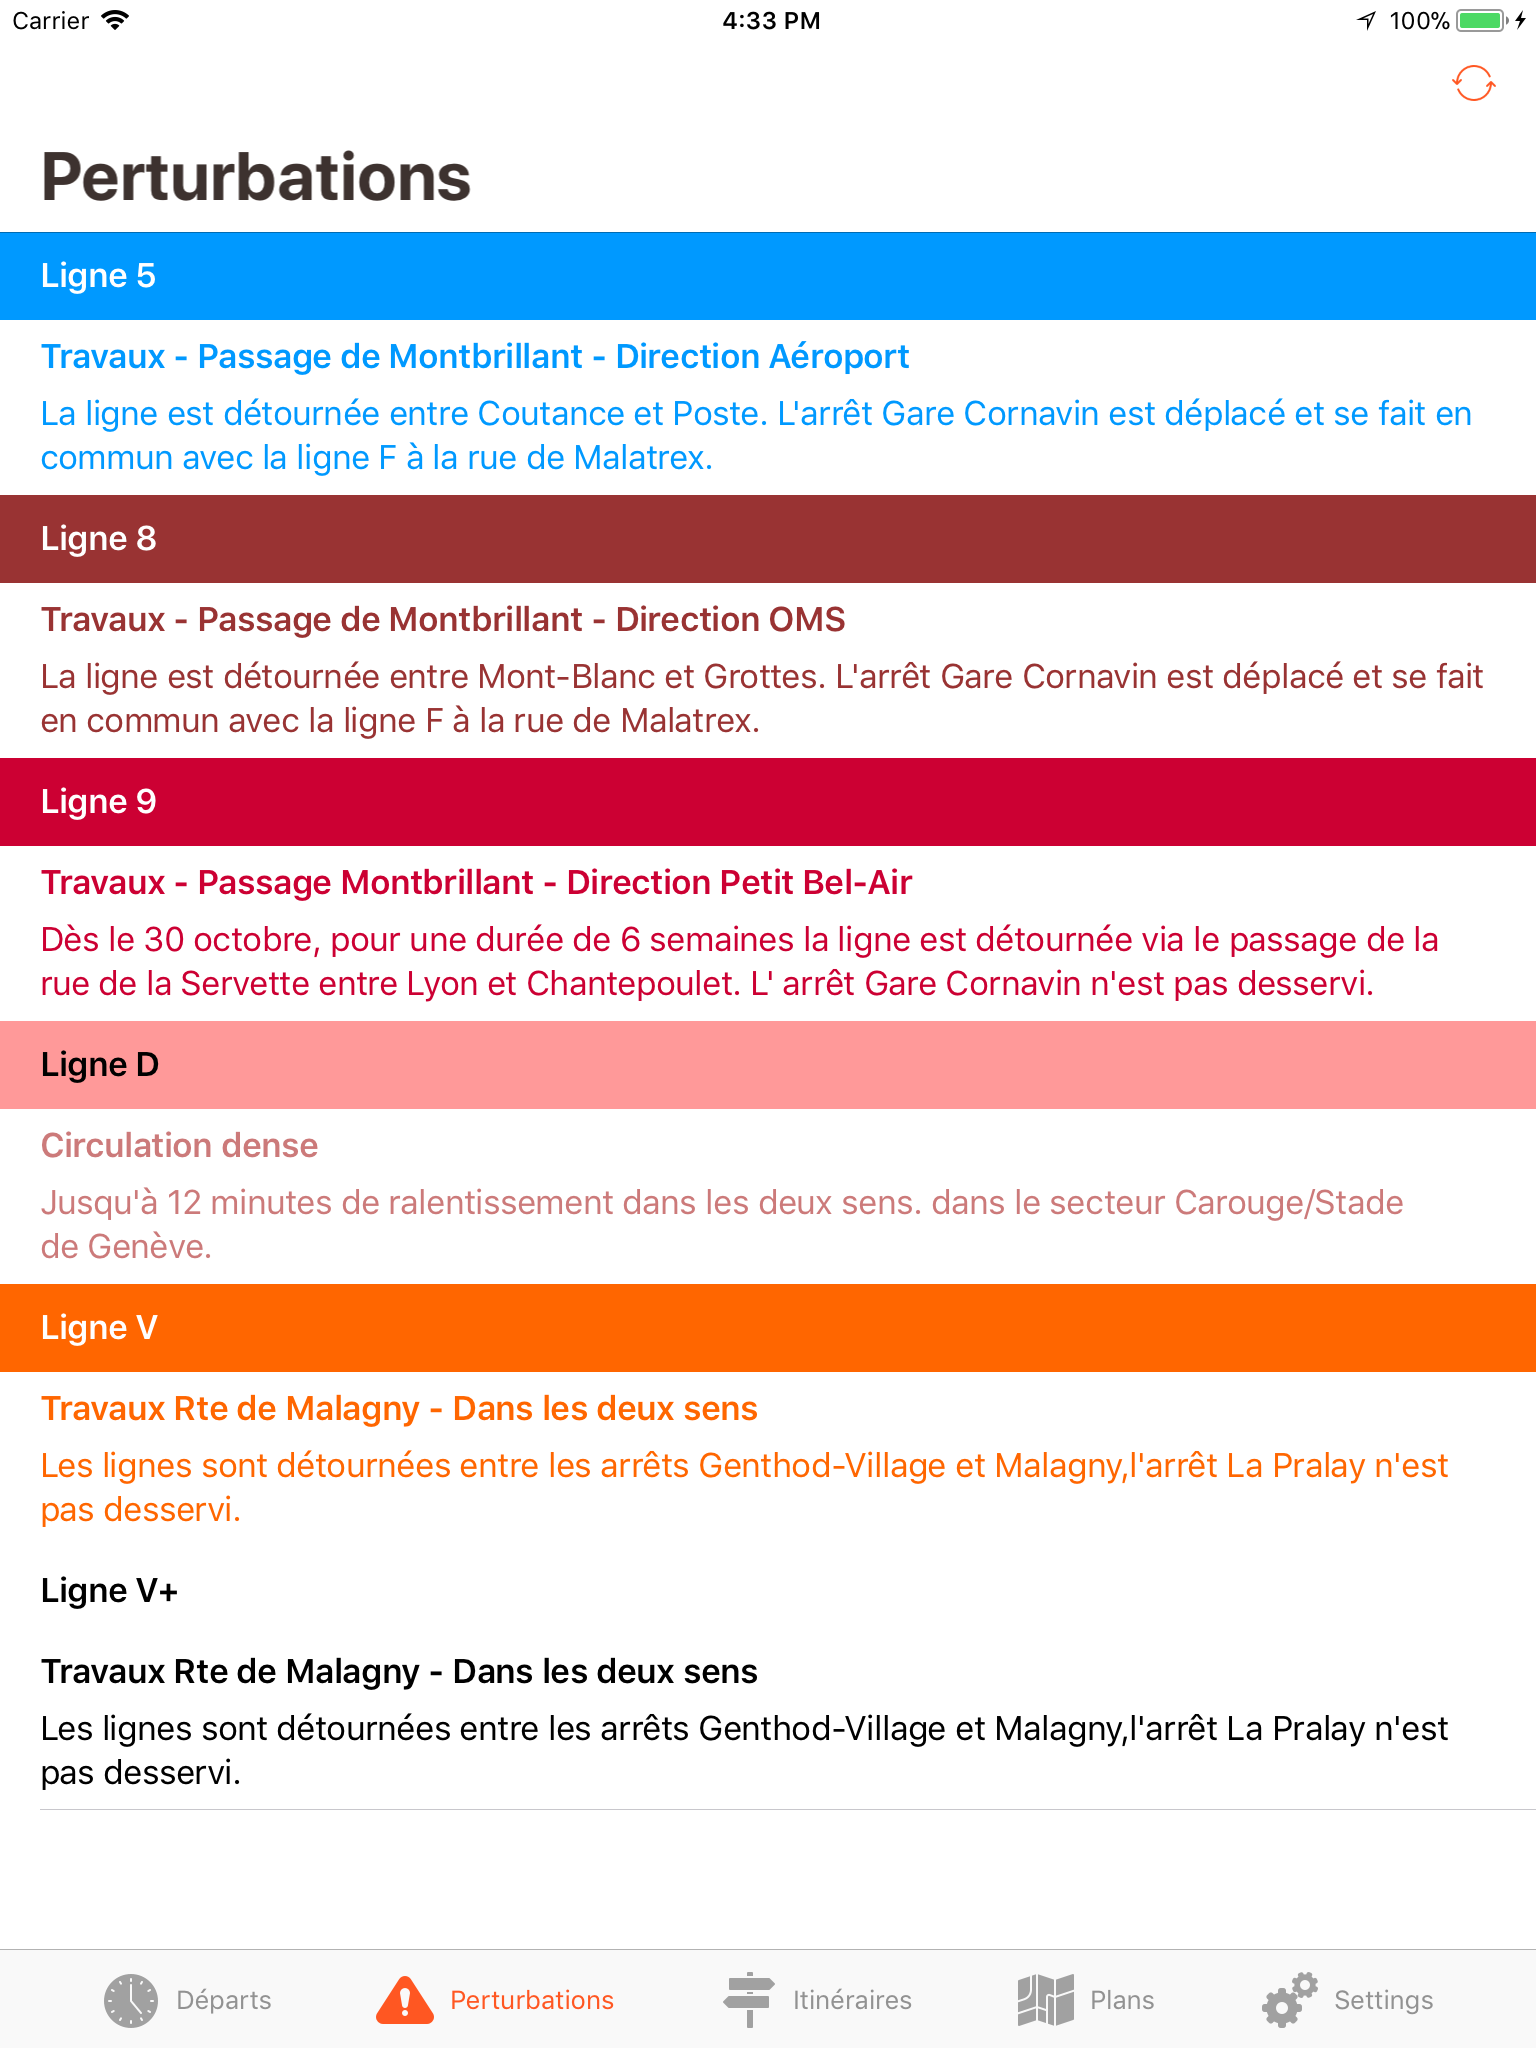 Carrier 4:33 PM 100%
Perturbations
Ligne 5
Travaux - Passage de Montbrillant - Direction Aéroport
La ligne est détournée entre Coutance et Poste. L'arrêt Gare Cornavin est déplacé et se fait en
commun avec la ligne F à la rue de Malatrex.
Ligne 8
Travaux - Passage de Montbrillant - Direction OMS
La ligne est détournée entre Mont-Blanc et Grottes. L'arrêt Gare Cornavin est déplacé et se fait
en commun avec la ligne F à la rue de Malatrex.
Ligne 9
Travaux - Passage Montbrillant - Direction Petit Bel-Air
Dès le 30 octobre, pour une durée de 6 semaines la ligne est détournée via le passage de la
rue de la Servette entre Lyon et Chantepoulet. L' arrêt Gare Cornavin n'est pas desservi.
Ligne D
Circulation dense
Jusqu'à 12 minutes de ralentissement dans les deux sens. dans le secteur Carouge/Stade
de Genève.
Ligne V
Travaux Rte de Malagny - Dans les deux sens
Les lignes sont détournées entre les arrêts Genthod-Village et Malagny,l'arrêt La Pralay n'est
pas desservi.
Ligne V+
Travaux Rte de Malagny - Dans les deux sens
Les lignes sont détournées entre les arrêts Genthod-Village et Malagny,l'arrêt La Pralay n'est
pas desservi.
Départs Perturbations Itinéraires Plans Settings